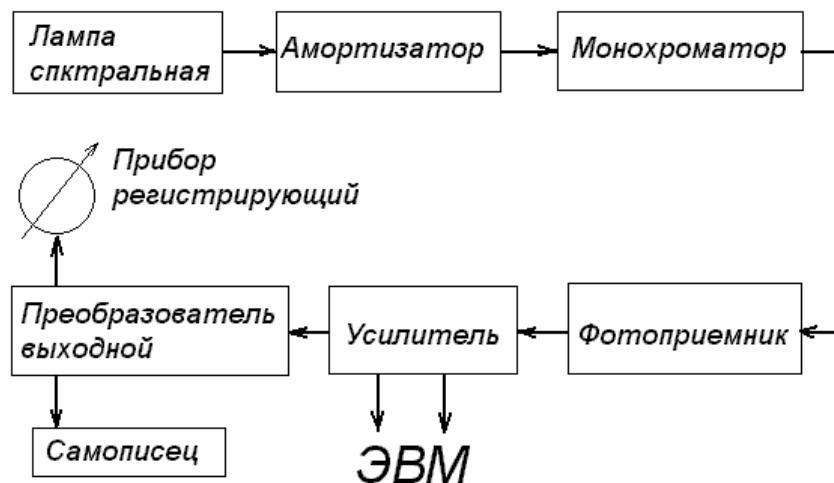 Лампа
спктральная
Амортизатор
Монохроматор
Прибор
регистрирующий
Преобразователь
выходной
Усилитель
Фотоприемник
Самописец
ЭВМ